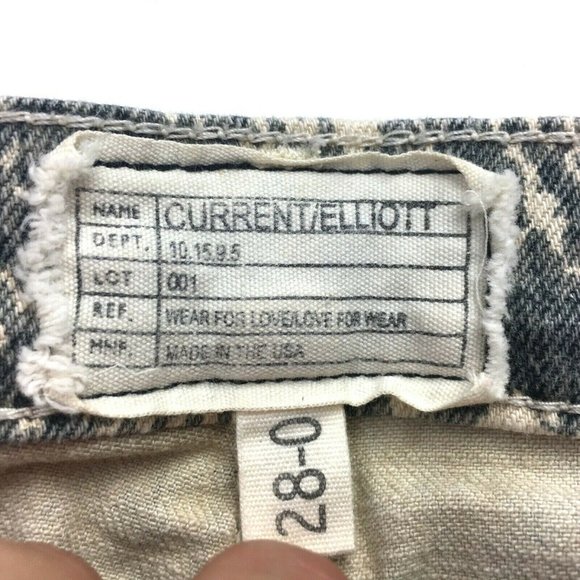 NAME CURRENT/ELLIOTT
DEPT. 10.15.9.5
LOT 001
REF. WEAR FOR LOVE/LOVE FOR WEAR
MNF. MADE IN THE USA
28-0